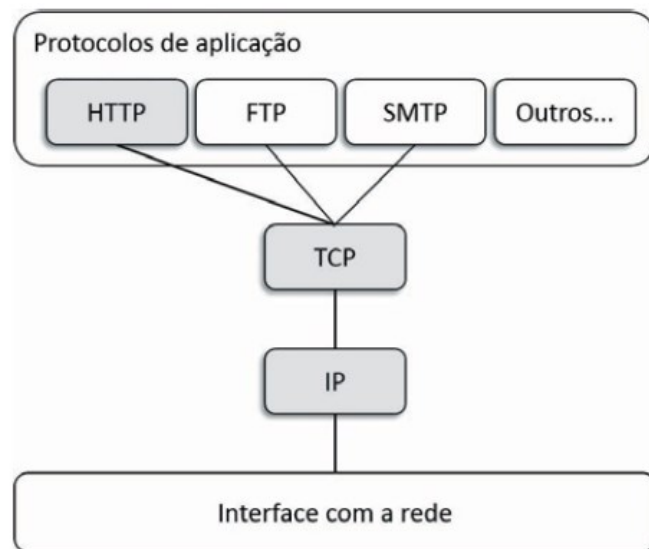 Protocolos de aplicação
HTTP
FTP
SMTP
Outros...
TCP
IP
Interface com a rede